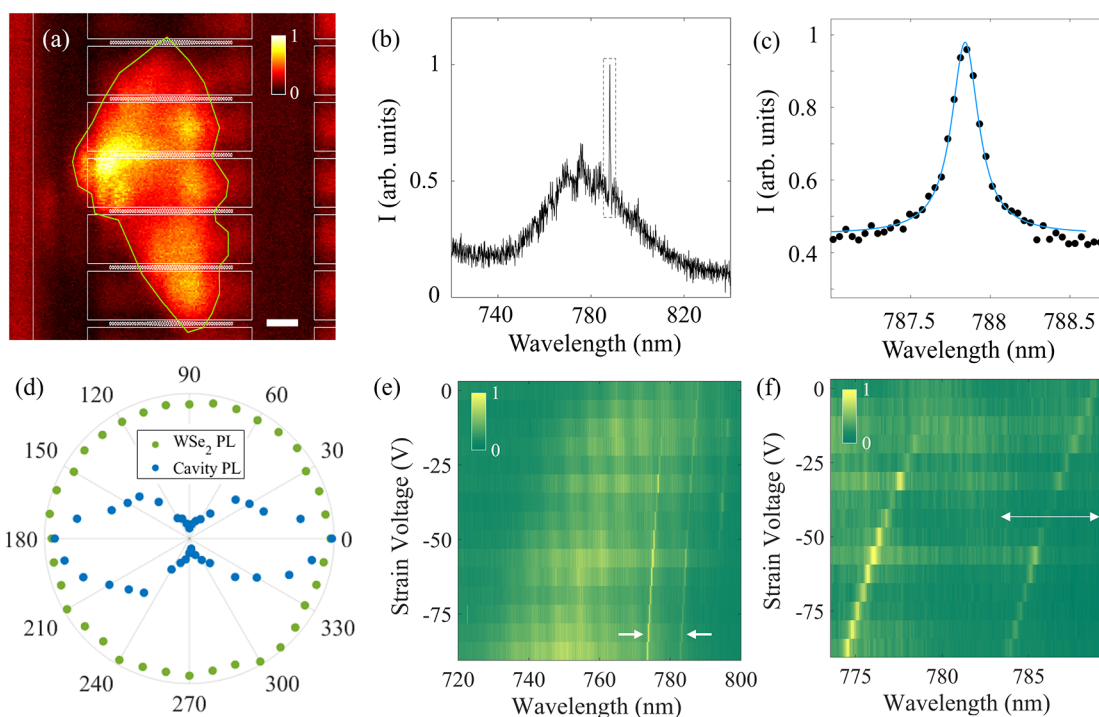 (a)
1
0
(b)
1
0.5
0
I (arb. units)
740
780
820
Wavelength (nm)
(c)
1
0.8
0.6
0.4
I (arb. units)
787.5
788
788.5
Wavelength (nm)
(d)
90
120
60
150
30
WSe₂ PL
Cavity PL
180
0
210
330
240
300
270
(e)
1
0
0
-25
-50
-75
Strain Voltage (V)
720
740
760
780
800
Wavelength (nm)
(f)
1
0
0
-25
-50
-75
Strain Voltage (V)
775
780
785
Wavelength (nm)